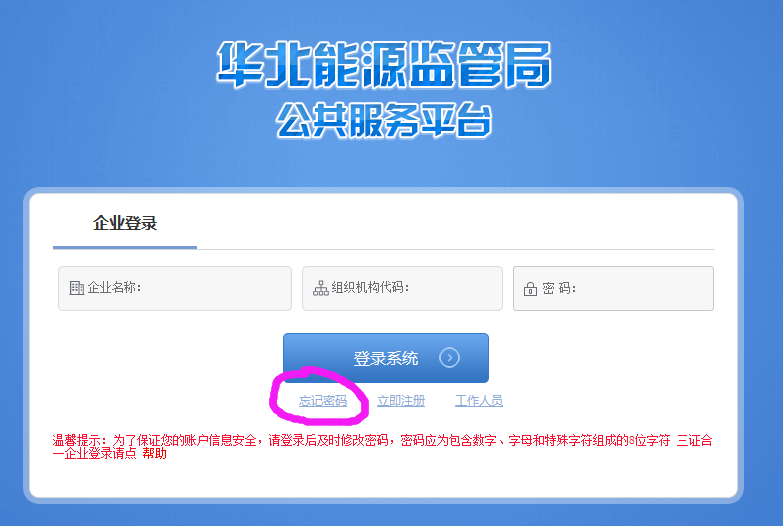 华北能源监管局
公共服务平台
企业登录
企业名称： 组织机构代码： 密 码：
登录系统
忘记密码 立即注册 工作人员
温馨提示：为了保证您的账户信息安全，请登录后及时修改密码，密码应为包含数字、字母和特殊字符组成的8位字符 三证合
一企业登录请点 帮助